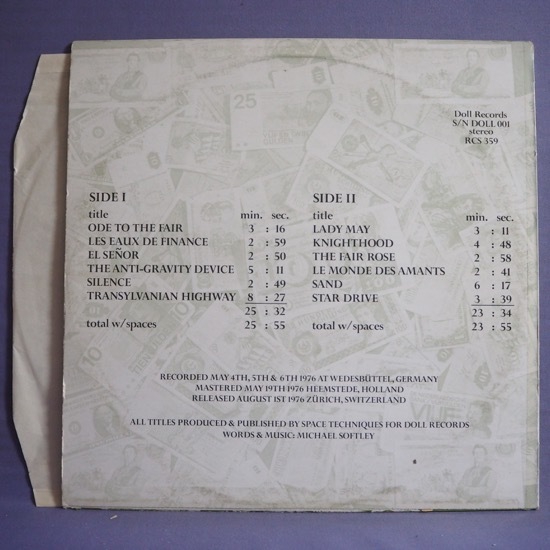 Doll Records
S/N DOLL 001
stereo
RCS 359
SIDE I
title min. sec.
ODE TO THE FAIR 3 : 16
LES EAUX DE FINANCE 2 : 59
EL SEÑOR 2 : 50
THE ANTI-GRAVITY DEVICE 5 : 11
SILENCE 2 : 49
TRANSYLVANIAN HIGHWAY 8 : 27
25 : 32
total w/spaces 25 : 55
SIDE II
title min. sec.
LADY MAY 3 : 11
KNIGHTHOOD 4 : 48
THE FAIR ROSE 2 : 58
LE MONDE DES AMANTS 2 : 41
SAND 6 : 17
STAR DRIVE 3 : 39
23 : 34
total w/spaces 23 : 55
RECORDED MAY 4TH, 5TH & 6TH 1976 AT WEDESBÜTTEL, GERMANY
MASTERED MAY 19TH 1976 HEEMSTEDE, HOLLAND
RELEASED AUGUST 1ST 1976 ZÜRICH, SWITZERLAND
ALL TITLES PRODUCED & PUBLISHED BY SPACE TECHNIQUES FOR DOLL RECORDS
WORDS & MUSIC: MICHAEL SOFTLEY
25